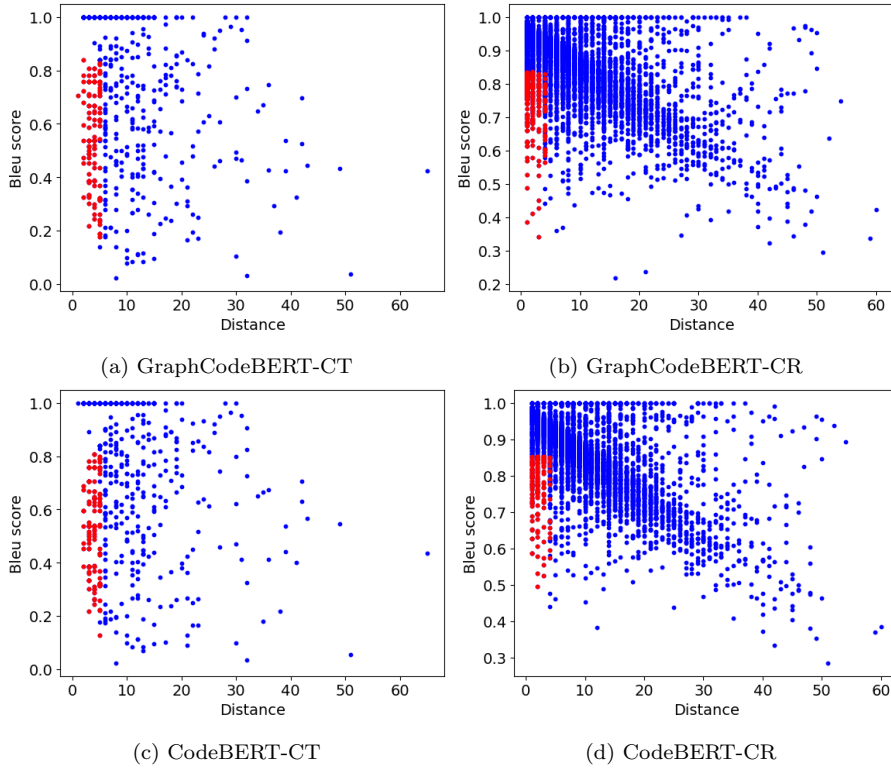 1.0
0.8
0.6
0.4
0.2
0.0
Bleu score
0 10 20 30 40 50 60
Distance
(a) GraphCodeBERT-CT
1.0
0.9
0.8
0.7
0.6
0.5
0.4
0.3
0.2
Bleu score
0 10 20 30 40 50 60
Distance
(b) GraphCodeBERT-CR
1.0
0.8
0.6
0.4
0.2
0.0
Bleu score
0 10 20 30 40 50 60
Distance
(c) CodeBERT-CT
1.0
0.9
0.8
0.7
0.6
0.5
0.4
0.3
Bleu score
0 10 20 30 40 50 60
Distance
(d) CodeBERT-CR